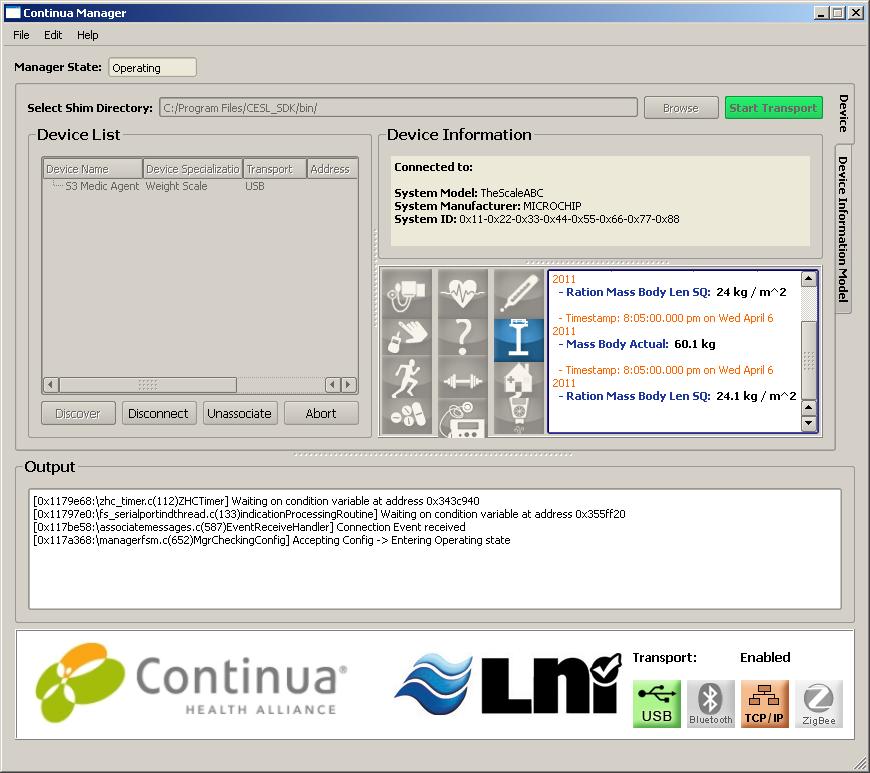 Continua Manager
File Edit Help
Manager State: Operating
Select Shim Directory: C:/Program Files/CESL_SDK/bin/ Browse Start Transport
Device
Device Information Model
Device List
Device Name Device Specializatio Transport Address
S3 Medic Agent Weight Scale USB
Discover Disconnect Unassociate Abort
Device Information
Connected to:
System Model: TheScaleABC
System Manufacturer: MICROCHIP
System ID: 0x11-0x22-0x33-0x44-0x55-0x66-0x77-0x88
2011
- Ration Mass Body Len SQ: 24 kg / m^2
- Timestamp: 8:05:00.000 pm on Wed April 6
2011
- Mass Body Actual: 60.1 kg
- Timestamp: 8:05:00.000 pm on Wed April 6
2011
- Ration Mass Body Len SQ: 24.1 kg / m^2
?
Output
[0x1179e68:\zhc_timer.c(112)ZHCTimer] Waiting on condition variable at address 0x343c940
[0x11797e0:\fs_serialportindthread.c(133)indicationProcessingRoutine] Waiting on condition variable at address 0x355ff20
[0x117be58:\associatemessages.c(587)EventReceiveHandler] Connection Event received
[0x117a368:\managerfsm.c(652)MgrCheckingConfig] Accepting Config -> Entering Operating state
Continua®
HEALTH ALLIANCE
Lni
Transport: Enabled
USB Bluetooth TCP/IP ZigBee